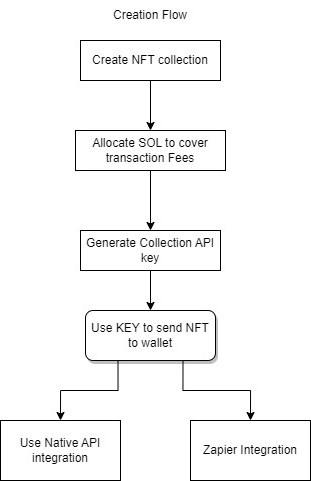 Creation Flow
Create NFT collection
Allocate SOL to cover
transaction Fees
Generate Collection API
key
Use KEY to send NFT
to wallet
Use Native API
integration
Zapier Integration